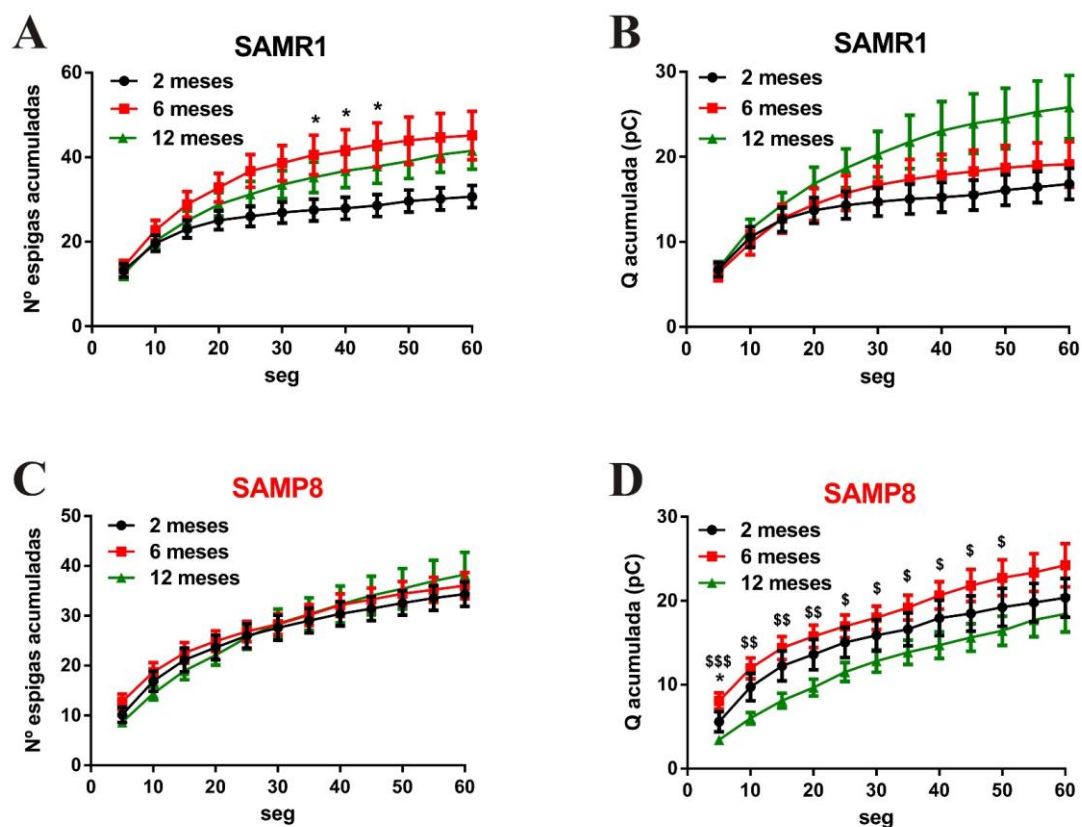 A
SAMR1
2 meses
6 meses
12 meses
* * *
Nº espigas acumuladas
60
40
20
0
0 10 20 30 40 50 60
seg
B
SAMR1
2 meses
6 meses
12 meses
Q acumulada (pC)
30
20
10
0
0 10 20 30 40 50 60
seg
C
SAMP8
2 meses
6 meses
12 meses
Nº espigas acumuladas
50
40
30
20
10
0
0 10 20 30 40 50 60
seg
D
SAMP8
2 meses
6 meses
12 meses
$$$ $$ $$ $$ $ $ $ $ $ $
*
Q acumulada (pC)
30
20
10
0
0 10 20 30 40 50 60
seg